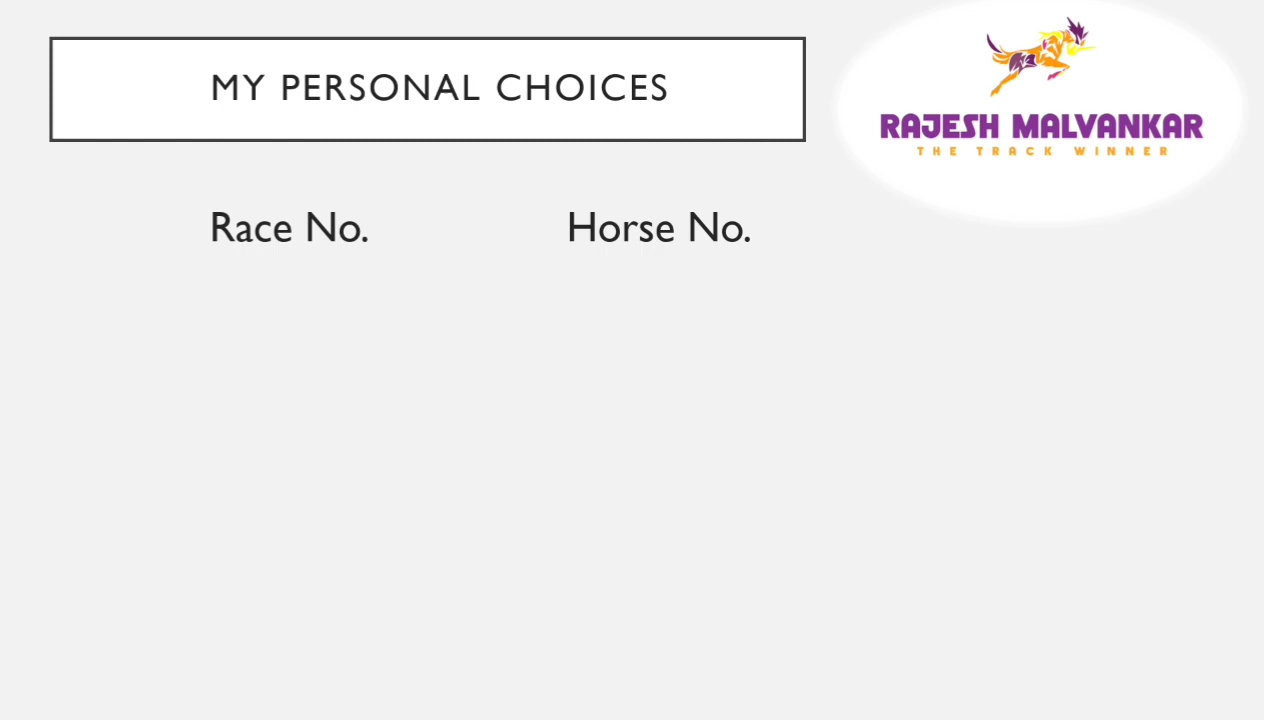 MY PERSONAL CHOICES
RAJESH MALVANKAR
THE TRACK WINNER
Race No. Horse No.